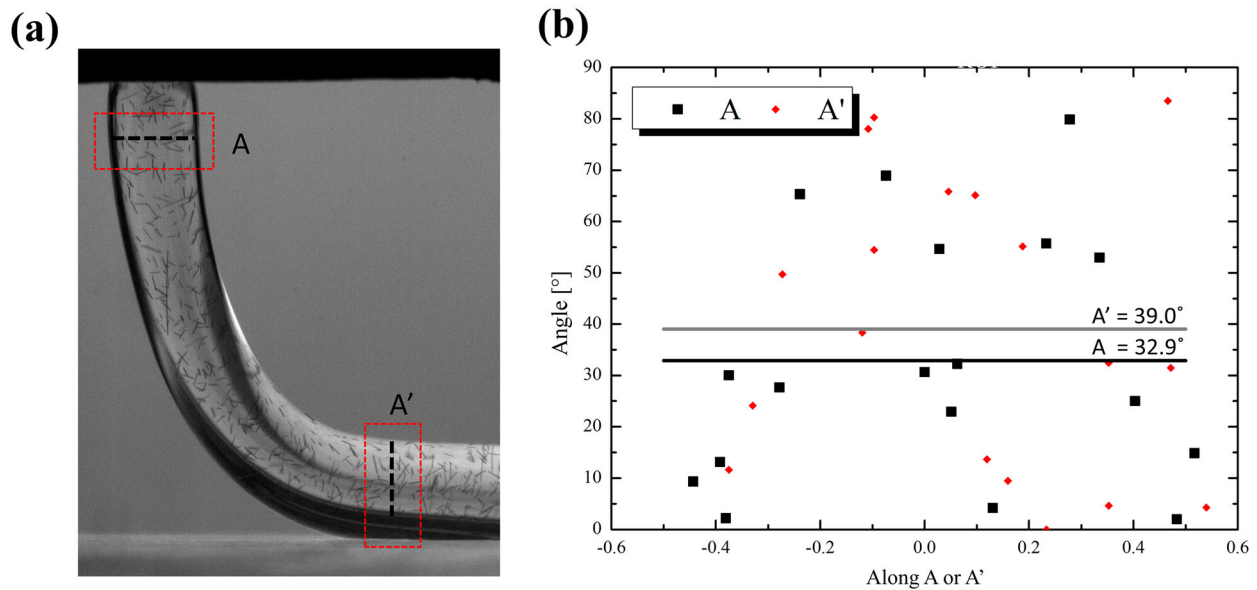 (a)
A
A’
(b)
A A'
90
80
70
60
50
40
30
20
10
0
Angle [°]
A’ = 39.0˚
A = 32.9˚
-0.6 -0.4 -0.2 0.0 0.2 0.4 0.6
Along A or A’